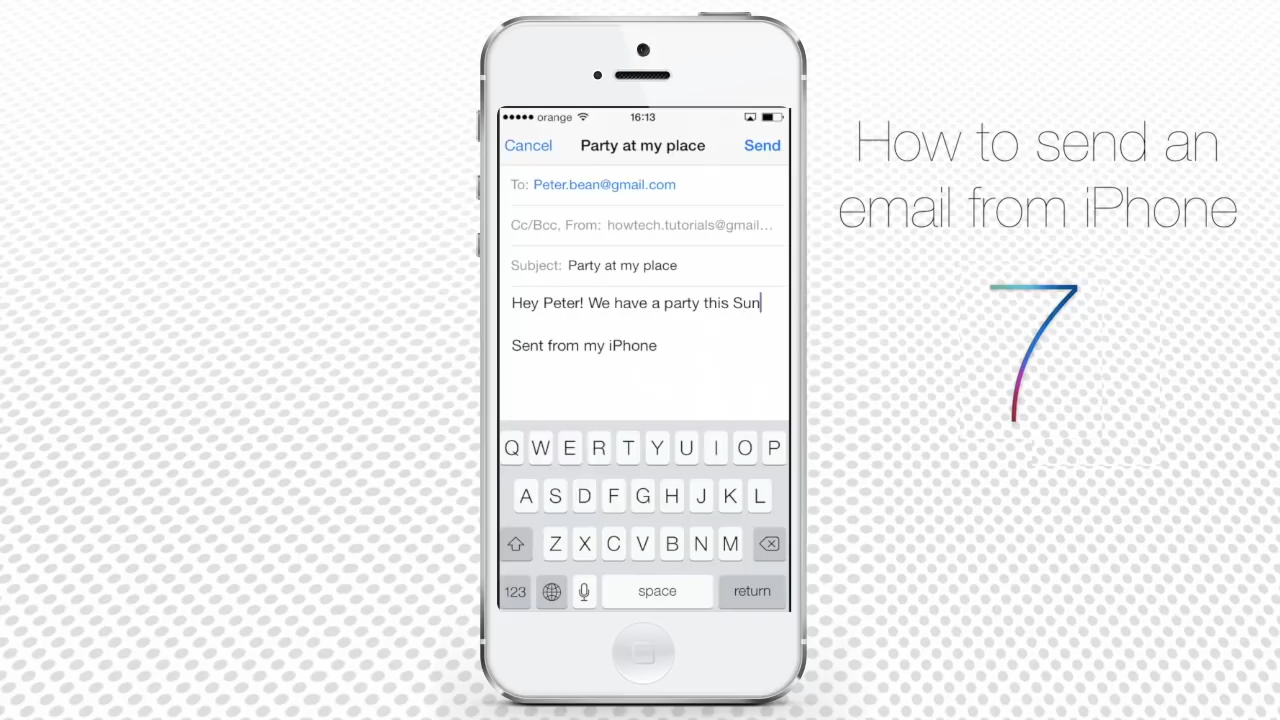 orange 16:13
Cancel Party at my place Send
To: Peter.bean@gmail.com
Cc/Bcc, From: howtech.tutorials@gmail...
Subject: Party at my place
Hey Peter! We have a party this Sun
Sent from my iPhone
Q W E R T Y U I O P
A S D F G H J K L
Z X C V B N M
123 space return
How to send an
email from iPhone
7